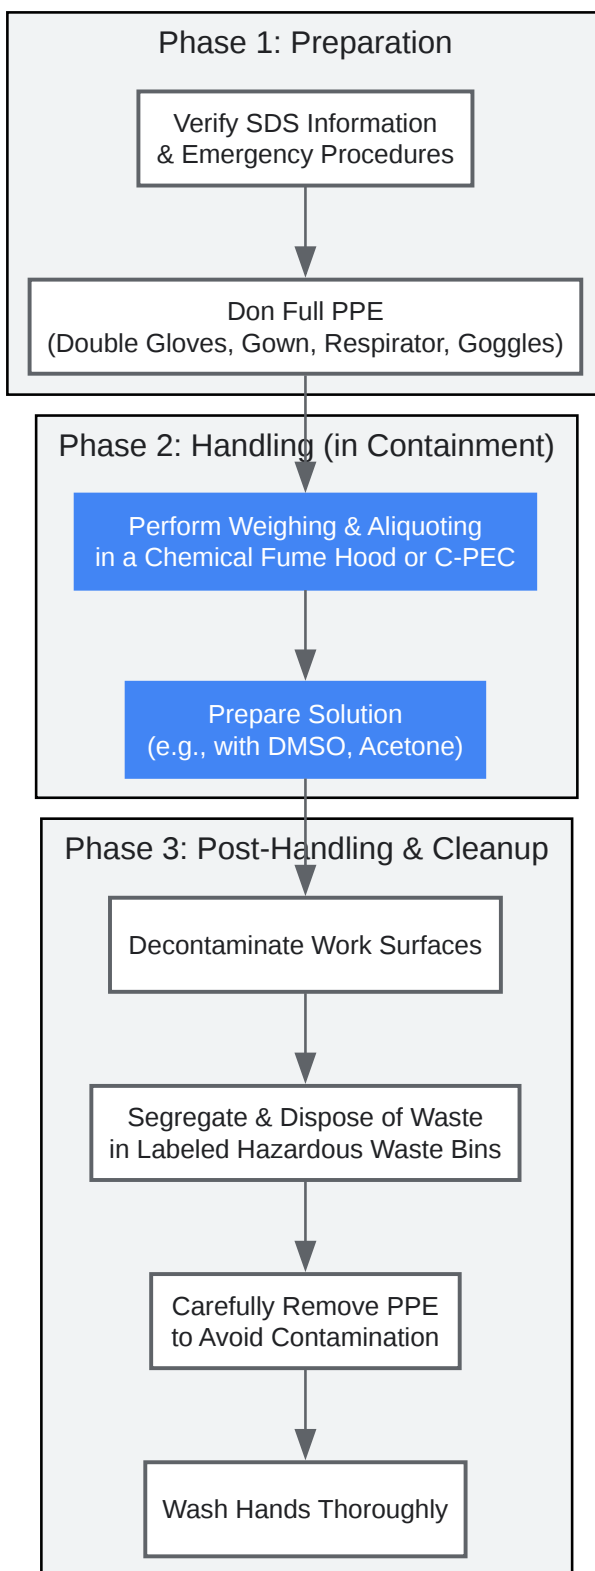 Phase 1: Preparation
Verify SDS Information
& Emergency Procedures
Don Full PPE
(Double Gloves, Gown, Respirator, Goggles)
Phase 2: Handling (in Containment)
Perform Weighing & Aliquoting
in a Chemical Fume Hood or C-PEC
Prepare Solution
(e.g., with DMSO, Acetone)
Phase 3: Post-Handling & Cleanup
Decontaminate Work Surfaces
Segregate & Dispose of Waste
in Labeled Hazardous Waste Bins
Carefully Remove PPE
to Avoid Contamination
Wash Hands Thoroughly